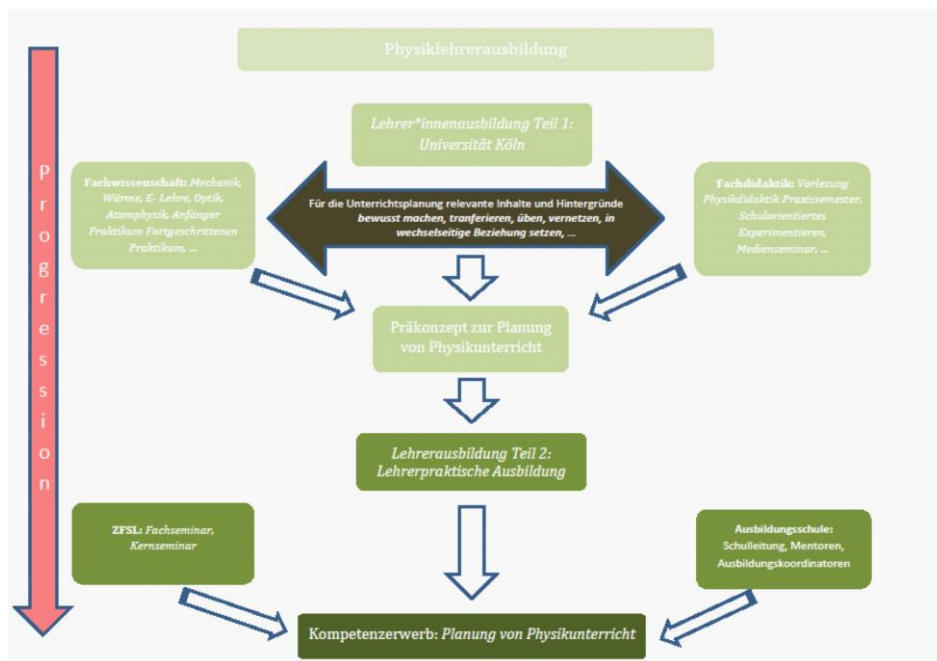 Physiklehrerausbildung
Progression
Lehrer*innenausbildung Teil 1:
Universität Köln
Fachwissenschaft: Mechanik,
Wärme, E- Lehre, Optik,
Atomphysik, Anfänger
Praktikum Fortgeschrittenen
Praktikum, ...
Für die Unterrichtsplanung relevante Inhalte und Hintergründe
bewusst machen, tranferieren, üben, vernetzen, in
wechselseitige Beziehung setzen, ...
Fachdidaktik: Vorlesung
Physikdidaktik Praxissemester,
Schulorientiertes
Experimentieren,
Medienseminar, ...
Präkonzept zur Planung
von Physikunterricht
Lehrerausbildung Teil 2:
Lehrerpraktische Ausbildung
ZFSL: Fachseminar,
Kernseminar
Ausbildungsschule:
Schulleitung, Mentoren,
Ausbildungskoordinatoren
Kompetenzerwerb: Planung von Physikunterricht